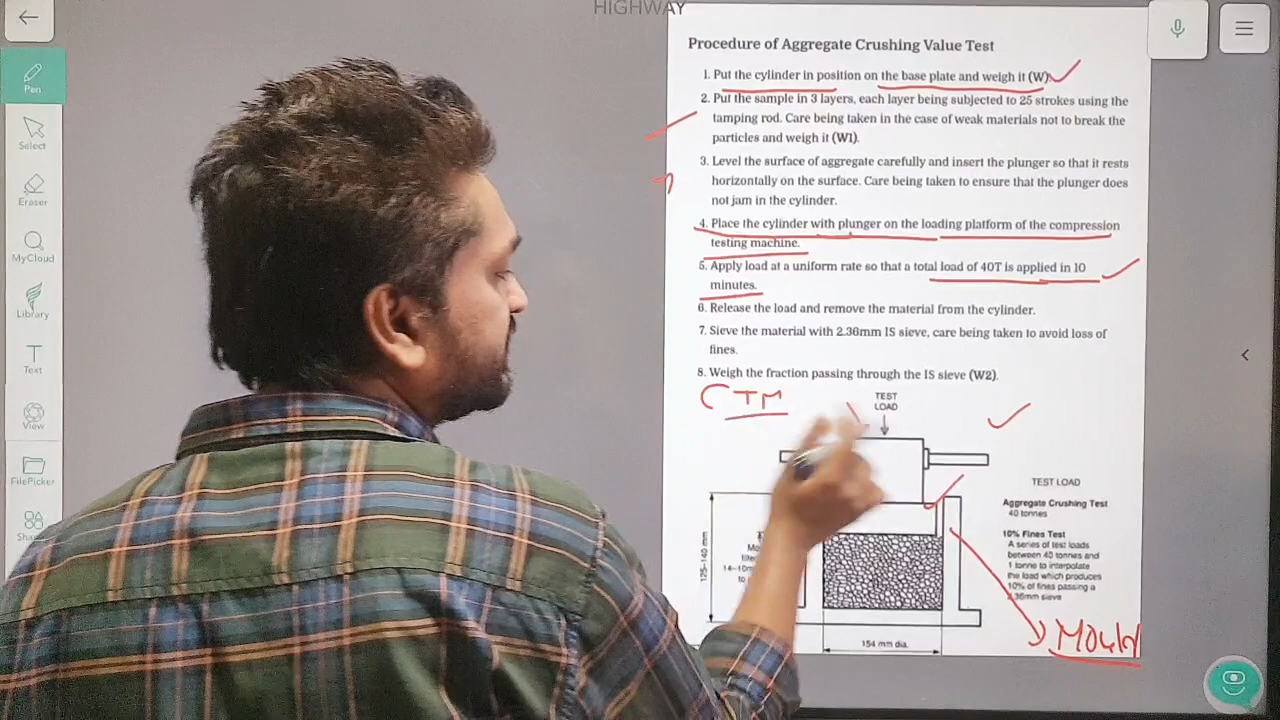 HIGHWAY
Pen
Select
Eraser
MyCloud
Library
Text
View
FilePicker
Procedure of Aggregate Crushing Value Test
1. Put the cylinder in position on the base plate and weigh it (W).
2. Put the sample in 3 layers, each layer being subjected to 25 strokes using the
tamping rod. Care being taken in the case of weak materials not to break the
particles and weigh it (W1).
3. Level the surface of aggregate carefully and insert the plunger so that it rests
horizontally on the surface. Care being taken to ensure that the plunger does
not jam in the cylinder.
4. Place the cylinder with plunger on the loading platform of the compression
testing machine.
5. Apply load at a uniform rate so that a total load of 40T is applied in 10
minutes.
6. Release the load and remove the material from the cylinder.
7. Sieve the material with 2.36mm IS sieve, care being taken to avoid loss of
fines.
8. Weigh the fraction passing through the IS sieve (W2).
CTM
TEST
LOAD
125-140 mm
14-10m
to
154 mm dia.
TEST LOAD
Aggregate Crushing Test
40 tonnes
10% Fines Test
A series of test loads
between 40 tonnes and
1 tonne to interpolate
the load which produces
10% of fines passing a
2.36mm sieve
Mould